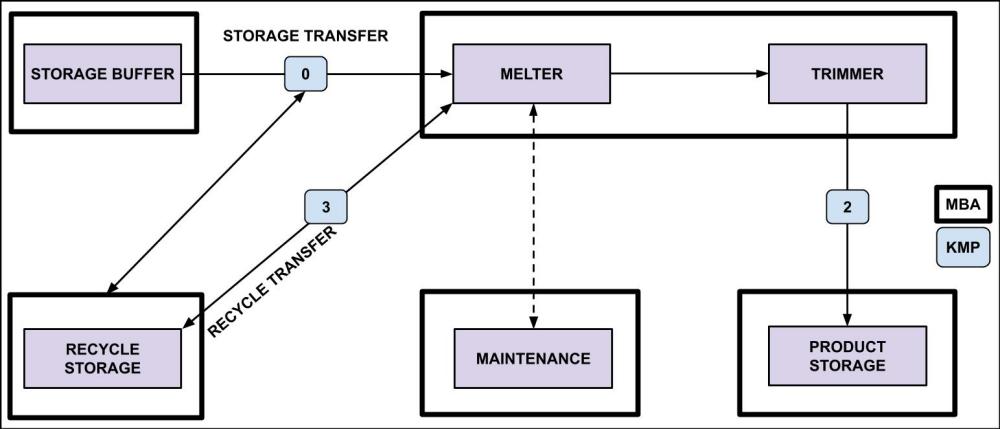 STORAGE TRANSFER
STORAGE BUFFER
0
MELTER
TRIMMER
3
2
MBA
KMP
RECYCLE TRANSFER
RECYCLE
STORAGE
MAINTENANCE
PRODUCT
STORAGE